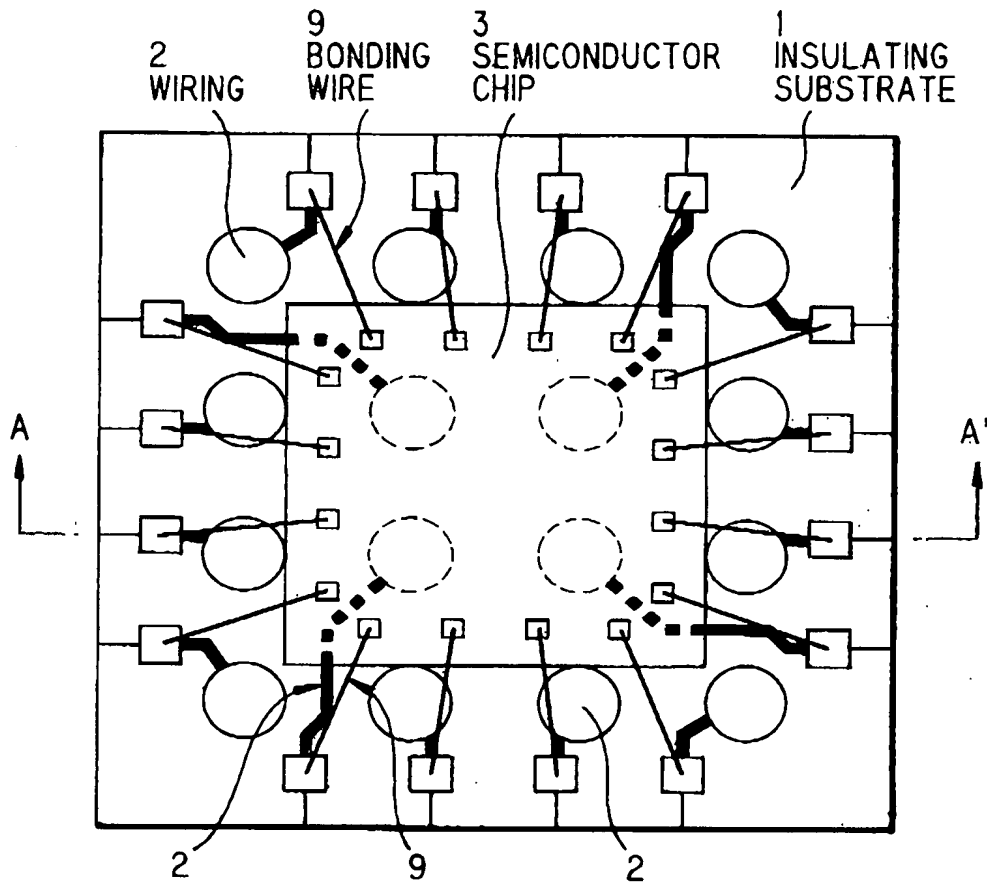 2
WIRING
9
BONDING
WIRE
3
SEMICONDUCTOR
CHIP
1
INSULATING
SUBSTRATE
A
A'
2
9
2